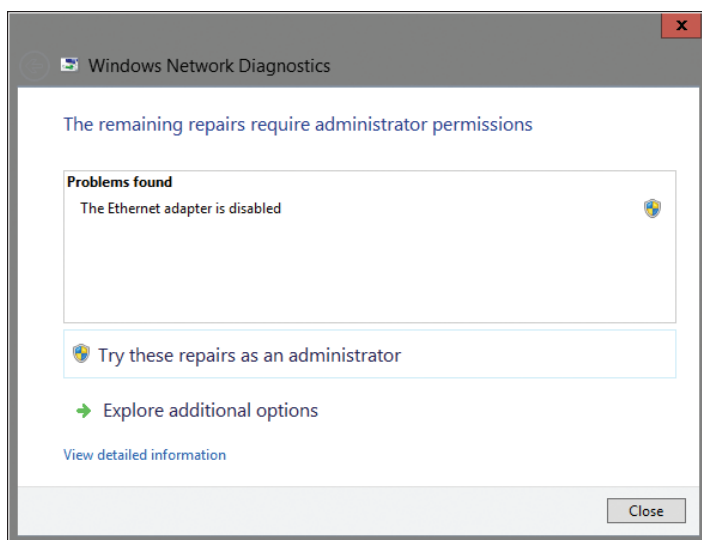 x
Windows Network Diagnostics
The remaining repairs require administrator permissions
Problems found
The Ethernet adapter is disabled
Try these repairs as an administrator
Explore additional options
View detailed information
Close